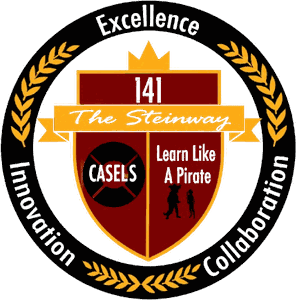 Excellence
141
The Steinway
CASELS
Learn Like
A Pirate
Innovation
Collaboration